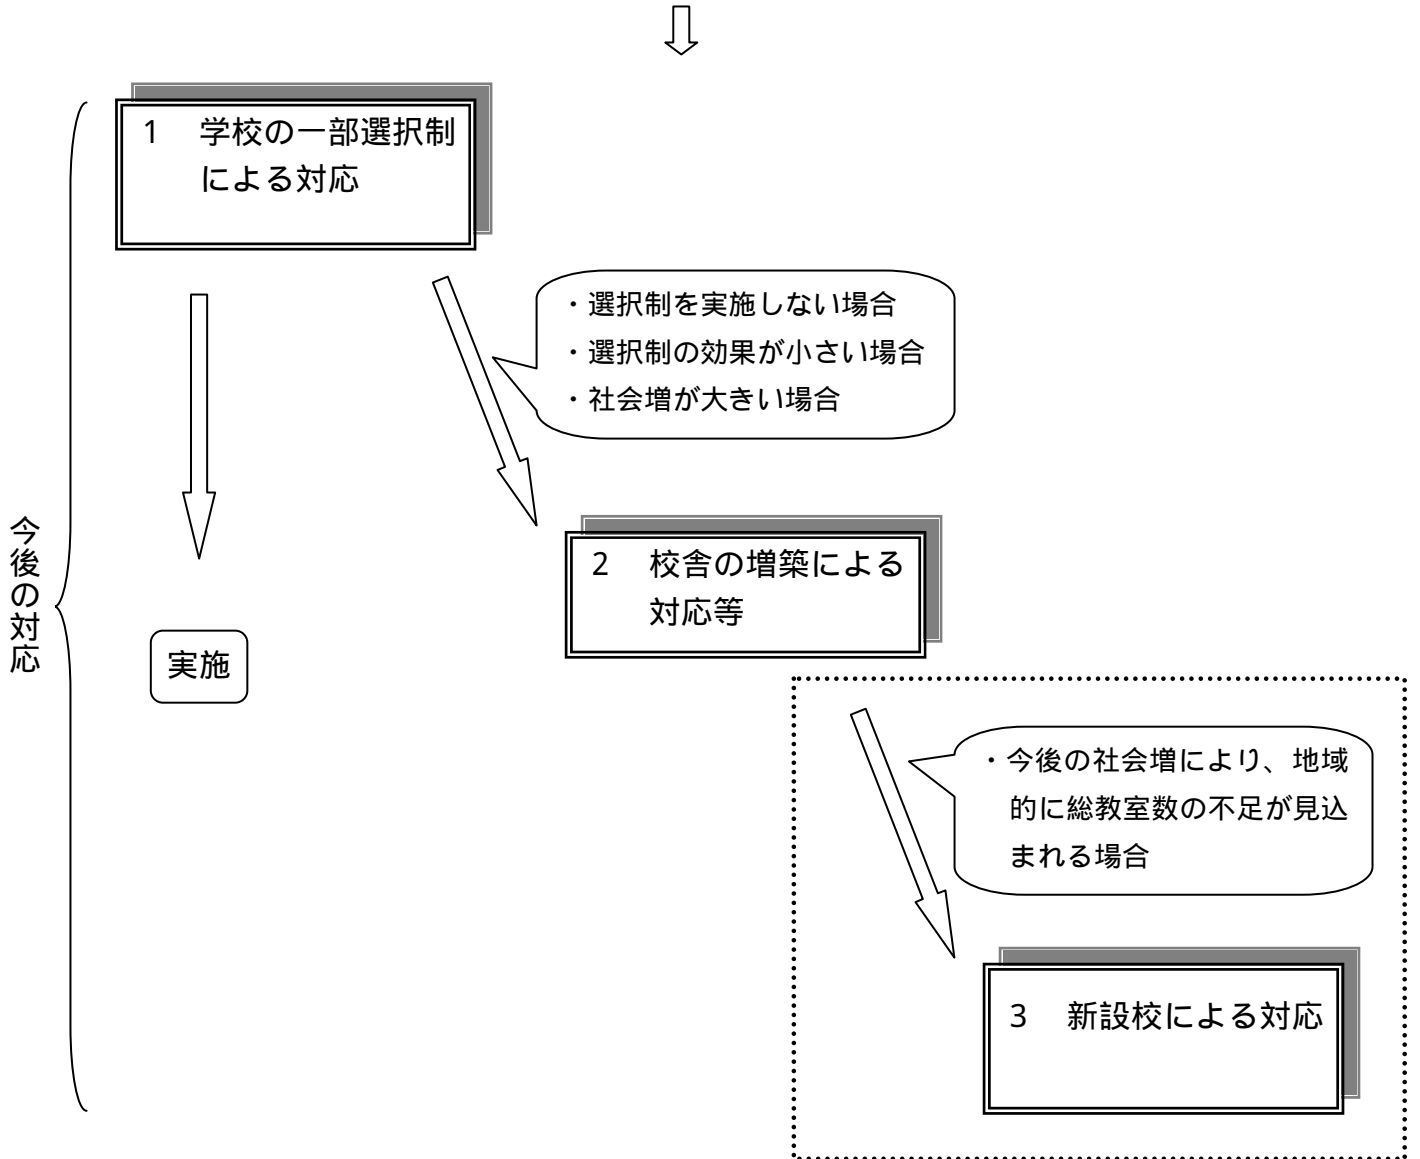 1 学校の一部選択制
による対応
・選択制を実施しない場合
・選択制の効果が小さい場合
・社会増が大きい場合
今後の対応
2 校舎の増築による
対応等
実施
・今後の社会増により、地域
的に総教室数の不足が見込
まれる場合
3 新設校による対応